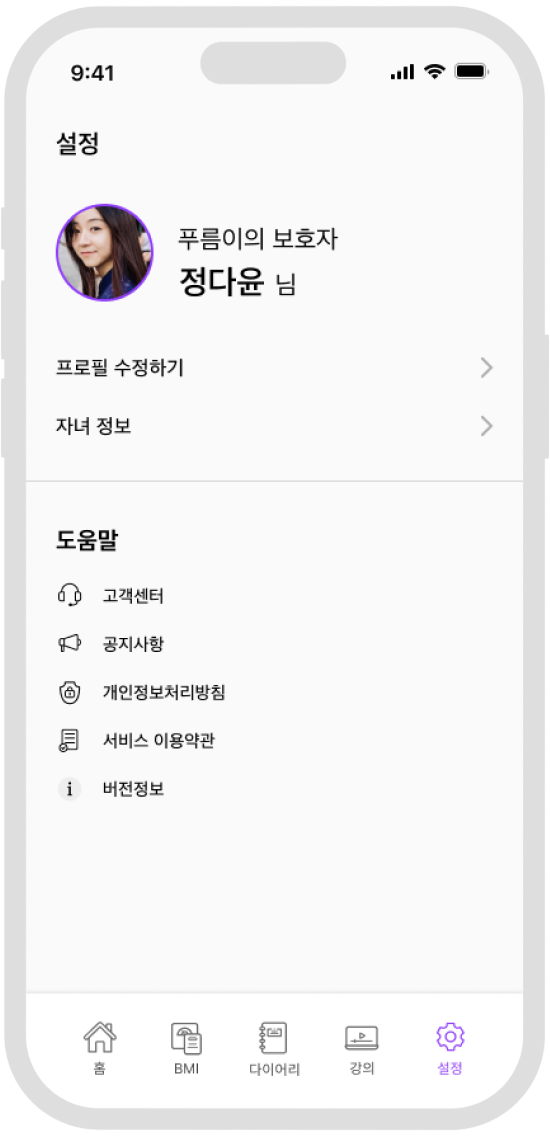 9:41
설정
푸름이의 보호자
정다윤 님
프로필 수정하기
자녀 정보
도움말
고객센터
공지사항
개인정보처리방침
서비스 이용약관
버전정보
홈 BMI 다이어리 강의 설정